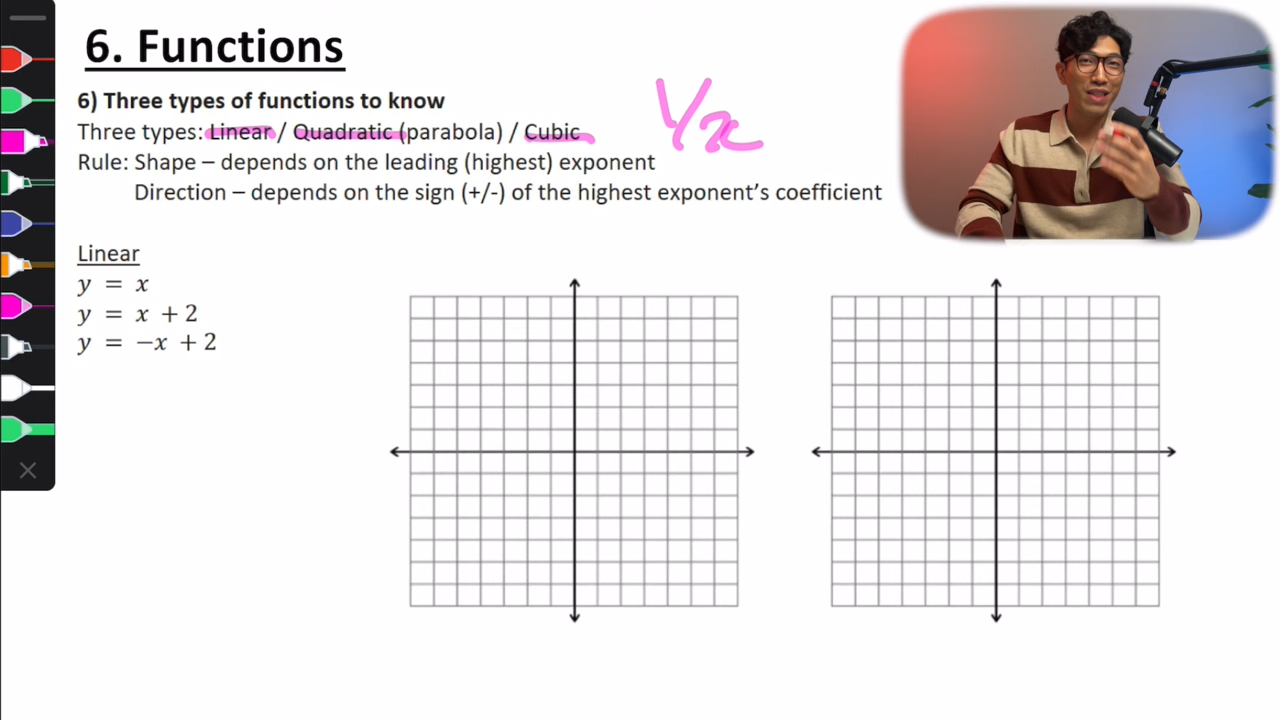 6. Functions
6) Three types of functions to know
Three types: Linear / Quadratic (parabola) / Cubic
1/x
Rule: Shape – depends on the leading (highest) exponent
Direction – depends on the sign (+/-) of the highest exponent's coefficient
Linear
y = x
y = x + 2
y = −x + 2